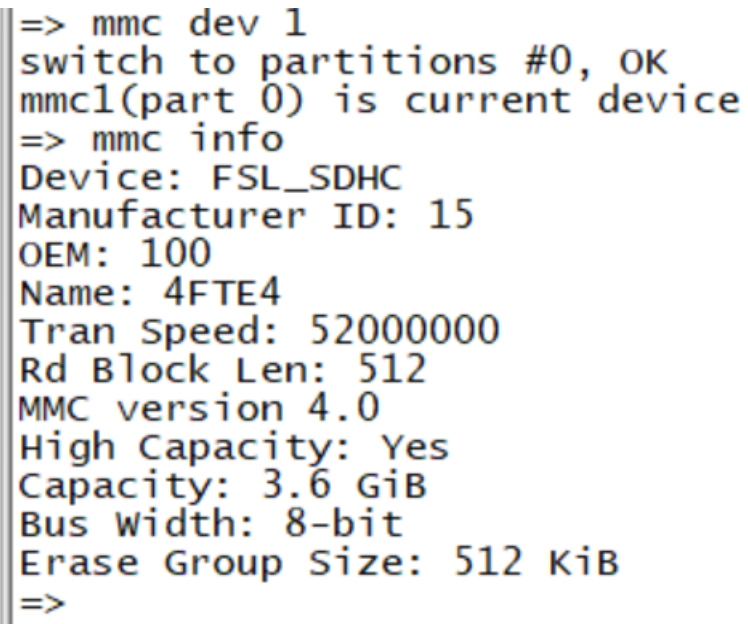 => mmc dev 1
switch to partitions #0, OK
mmc1(part 0) is current device
=> mmc info
Device: FSL_SDHC
Manufacturer ID: 15
OEM: 100
Name: 4FTE4
Tran Speed: 52000000
Rd Block Len: 512
MMC version 4.0
High Capacity: Yes
Capacity: 3.6 GiB
Bus Width: 8-bit
Erase Group Size: 512 KiB
=>